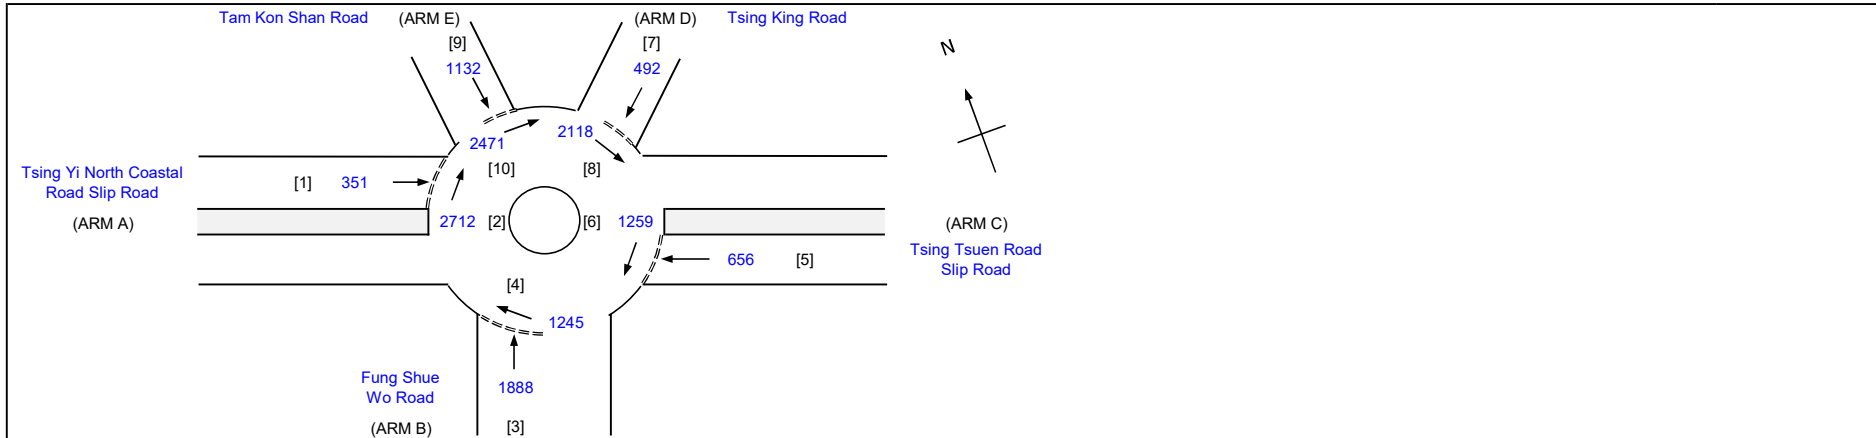 Tam Kon Shan Road (ARM E) (ARM D) Tsing King Road
[9] [7] N
1132 492
2471 2118
Tsing Yi North Coastal
Road Slip Road
(ARM A)
[1] 351 [10] [8]
2712 [2] [6] 1259
(ARM C)
Tsing Tsuen Road
Slip Road
656 [5]
[4]
1245
Fung Shue
Wo Road
1888
(ARM B) [3]